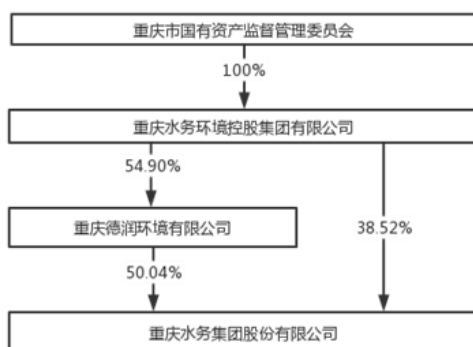 重庆市国有资产监督管理委员会
100%
重庆水务环境控股集团有限公司
54.90%
重庆德润环境有限公司
38.52%
50.04%
重庆水务集团股份有限公司